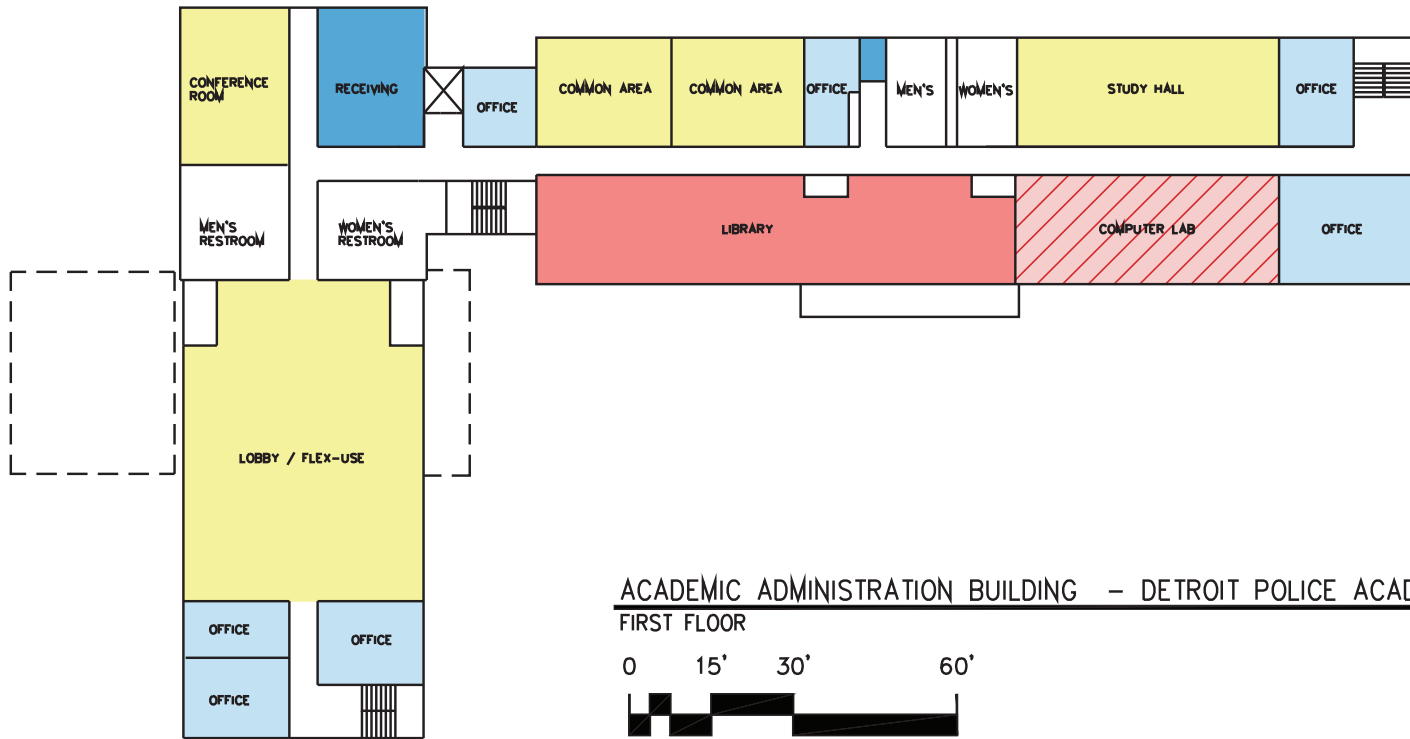 CONFERENCE
ROOM
RECEIVING
OFFICE
COMMON AREA
COMMON AREA
OFFICE
MEN'S
WOMEN'S
STUDY HALL
OFFICE
MEN'S
RESTROOM
WOMEN'S
RESTROOM
LIBRARY
COMPUTER LAB
OFFICE
LOBBY / FLEX-USE
OFFICE
OFFICE
OFFICE
ACADEMIC ADMINISTRATION BUILDING - DETROIT POLICE ACAD
FIRST FLOOR
0 15' 30' 60'